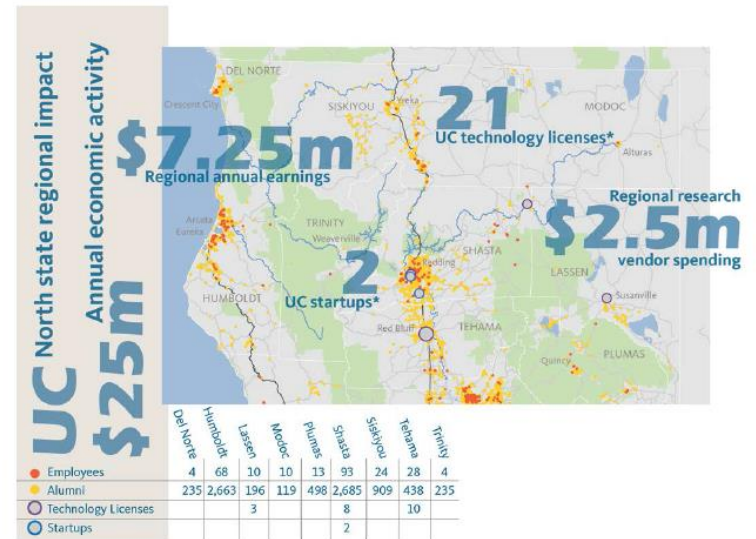 UC North state regional impact
Annual economic activity
$25m
DEL NORTE
Crescent City
SISKIYOU
Yreka
21
UC technology licenses*
MODOC
Alturas
$7.25m
Regional annual earnings
Regional research
$2.5m
vendor spending
Arcata
Eureka
TRINITY
Weaverville
2
UC startups*
Redding
SHASTA
LASSEN
Susanville
HUMBOLDT
Red Bluff
TEHAMA
Quincy
PLUMAS
Del Norte Humboldt Lassen Modoc Plumas Shasta Siskiyou Tehama Trinity
Employees 4 68 10 10 13 93 24 28 4
Alumni 235 2,663 196 119 498 2,685 909 438 235
Technology Licenses 3 8 10
Startups 2